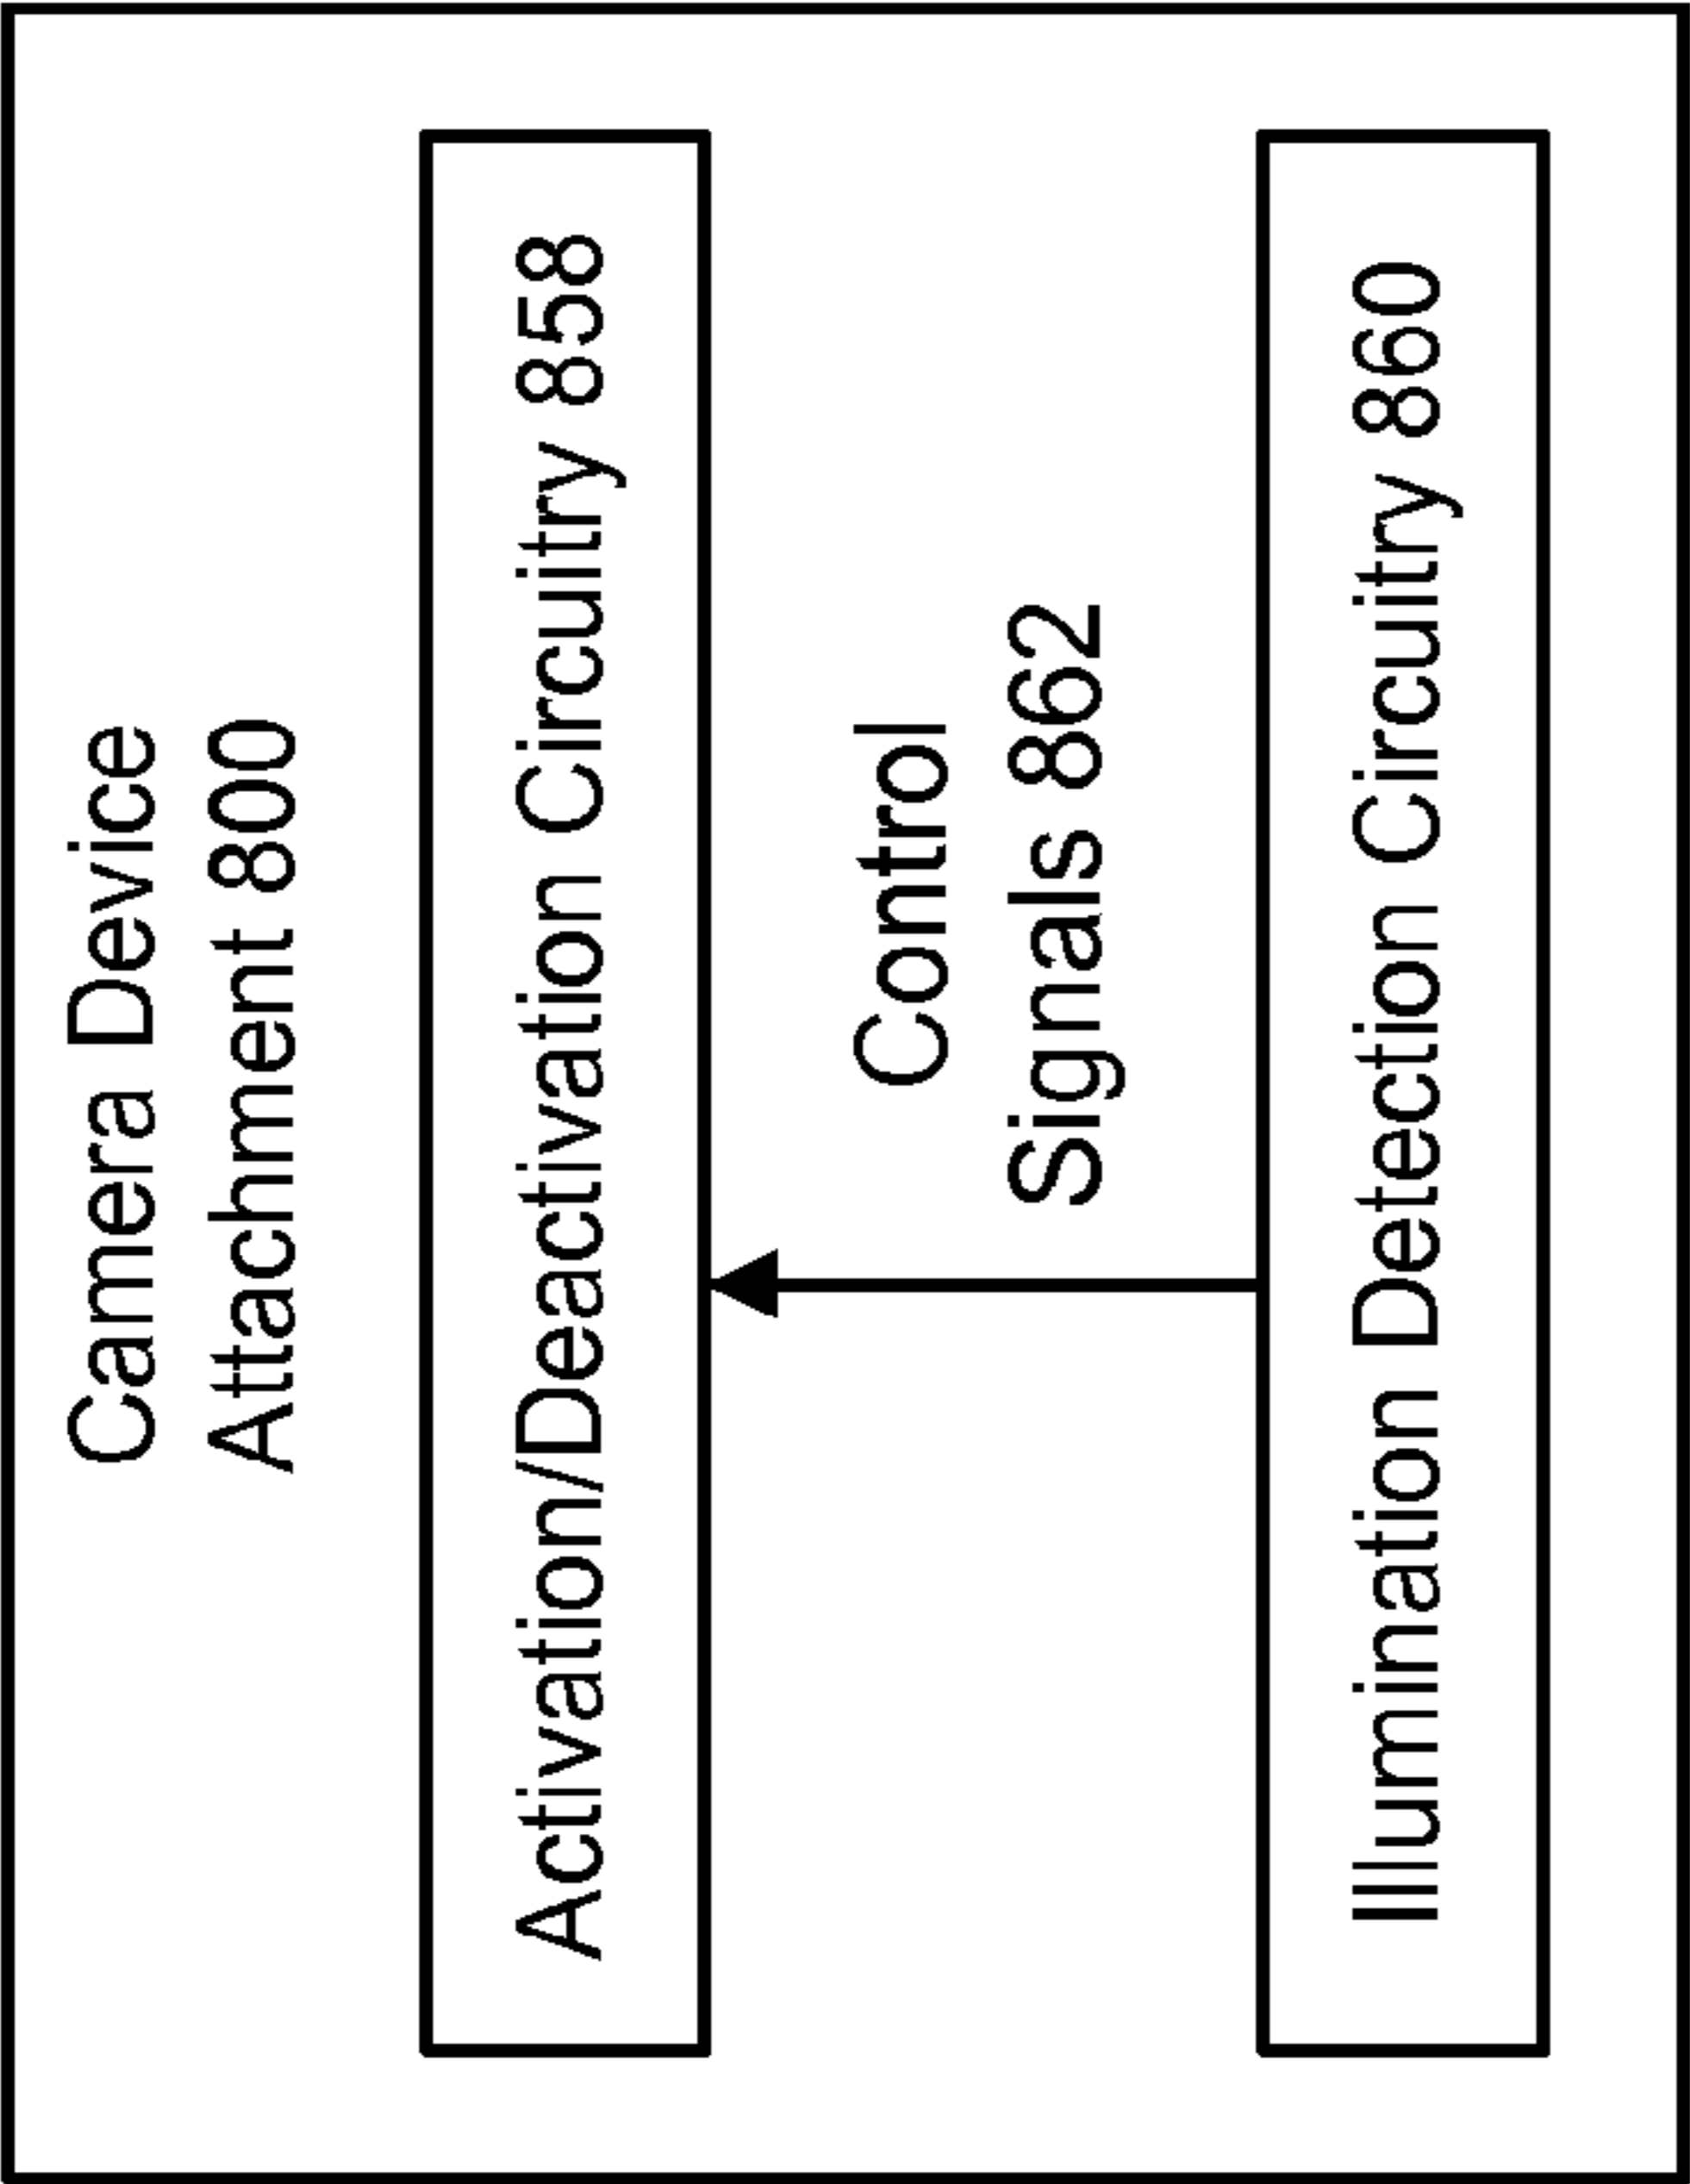 Camera Device
Attachment 800
Activation/Deactivation Circuitry 858
Control
Signals 862
Illumination Detection Circuitry 860